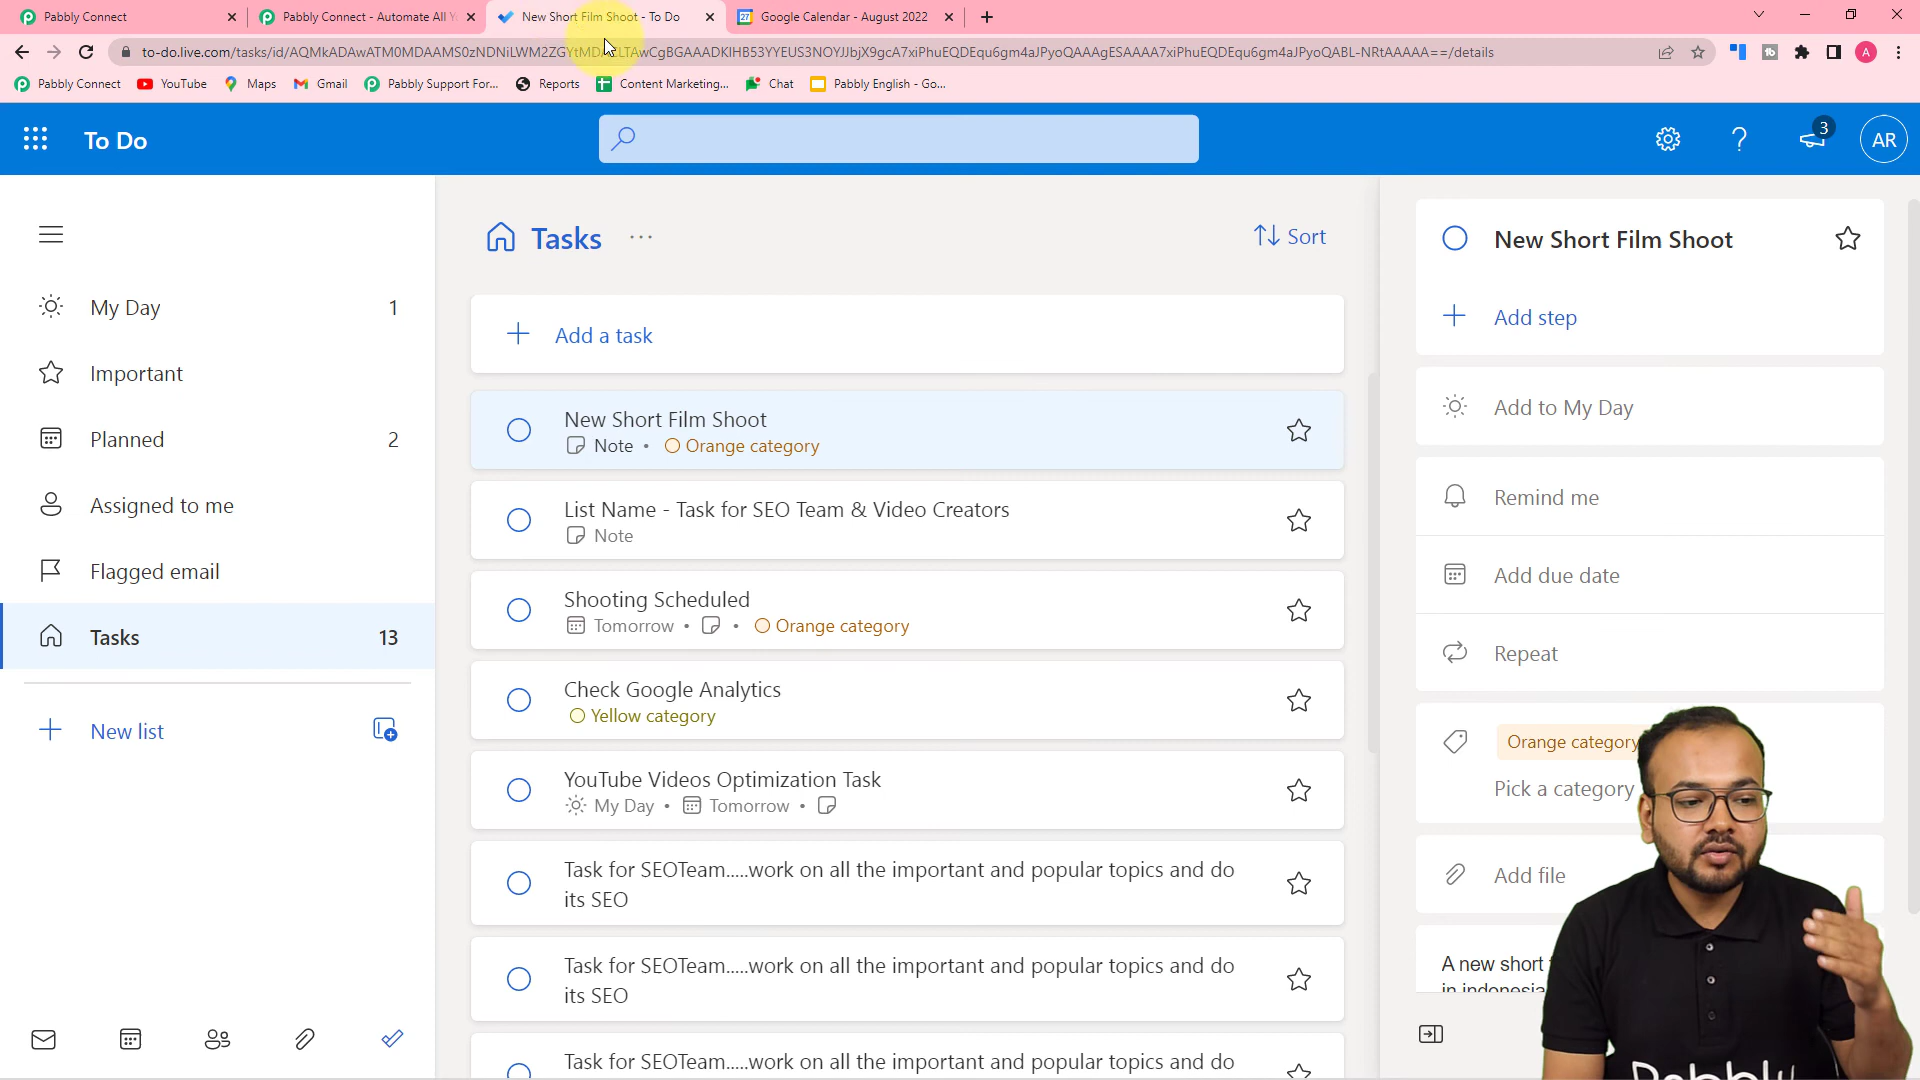 Pabbly Connect
Pabbly Connect - Automate All Y
New Short Film Shoot - To Do
Google Calendar - August 2022
Pabbly Connect
YouTube
Maps
Gmail
Pabbly Support For...
Reports
Content Marketing...
Chat
Pabbly English - Go...
To Do
3
AR
My Day 1
Important
Planned 2
Assigned to me
Flagged email
Tasks 13
New list
Tasks
Sort
Add a task
New Short Film Shoot
Note • Orange category
List Name - Task for SEO Team & Video Creators
Note
Shooting Scheduled
Tomorrow • • Orange category
Check Google Analytics
Yellow category
YouTube Videos Optimization Task
My Day • Tomorrow •
Task for SEOTeam.....work on all the important and popular topics and do
its SEO
Task for SEOTeam.....work on all the important and popular topics and do
its SEO
Task for SEOTeam.....work on all the important and popular topics and do
New Short Film Shoot
Add step
Add to My Day
Remind me
Add due date
Repeat
Orange category
Pick a category
Add file
A new short
in indonesia
Pabbly